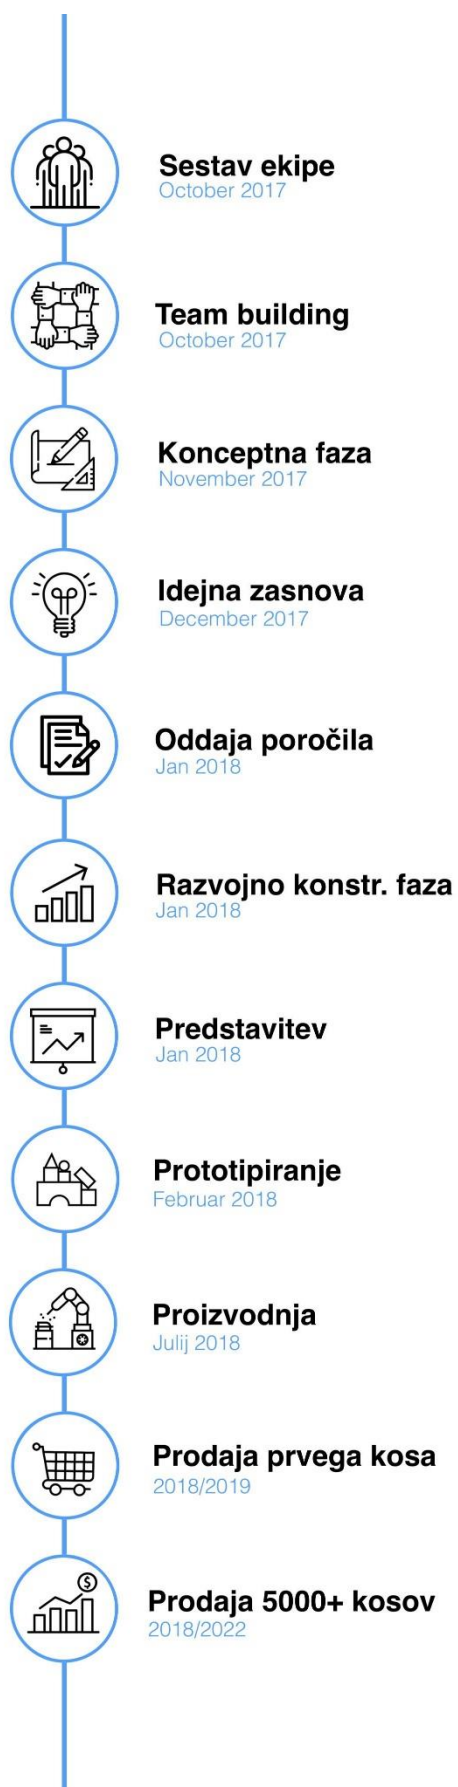 Sestav ekipe
October 2017
Team building
October 2017
Konceptna faza
November 2017
Idejna zasnova
December 2017
Oddaja poročila
Jan 2018
Razvojno konstr. faza
Jan 2018
Predstavitev
Jan 2018
Prototipiranje
Februar 2018
Proizvodnja
Julij 2018
Prodaja prvega kosa
2018/2019
$
Prodaja 5000+ kosov
2018/2022